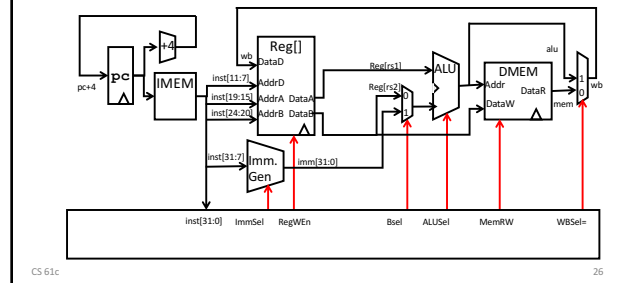 +4
Reg[]
wb
DataD
alu
pc
IMEM
inst[11:7]
AddrD
Reg[rs1]
ALU
DMEM
1
wb
pc+4
inst[19:15]
AddrA DataA
Reg[rs2]
0
Addr
DataR
0
mem
inst[24:20]
AddrB DataB
1
DataW
inst[31:7]
Imm.
Gen
imm[31:0]
inst[31:0] ImmSel RegWEn Bsel ALUSel MemRW WBSel=
CS 61c 26